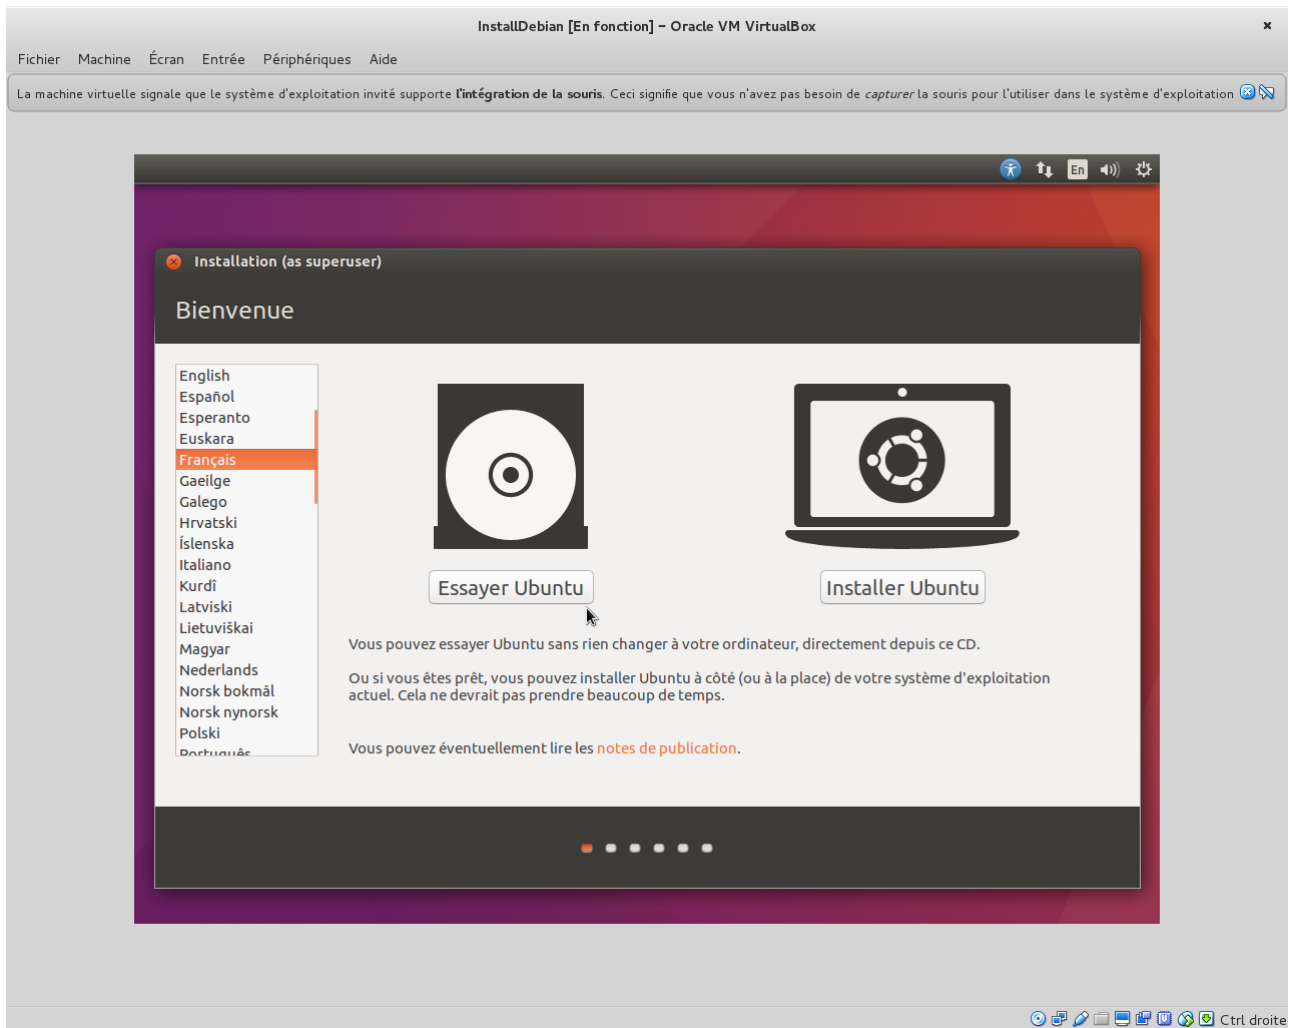 InstallDebian [En fonction] – Oracle VM VirtualBox
Fichier Machine Écran Entrée Périphériques Aide
La machine virtuelle signale que le système d'exploitation invité supporte l'intégration de la souris. Ceci signifie que vous n'avez pas besoin de capturer la souris pour l'utiliser dans le système d'exploitation
En
Installation (as superuser)
Bienvenue
English
Español
Esperanto
Euskara
Français
Gaeilge
Galego
Hrvatski
Íslenska
Italiano
Kurdî
Latviski
Lietuviškai
Magyar
Nederlands
Norsk bokmål
Norsk nynorsk
Polski
Português
Essayer Ubuntu
Installer Ubuntu
Vous pouvez essayer Ubuntu sans rien changer à votre ordinateur, directement depuis ce CD.
Ou si vous êtes prêt, vous pouvez installer Ubuntu à côté (ou à la place) de votre système d'exploitation
actuel. Cela ne devrait pas prendre beaucoup de temps.
Vous pouvez éventuellement lire les notes de publication.
Ctrl droite